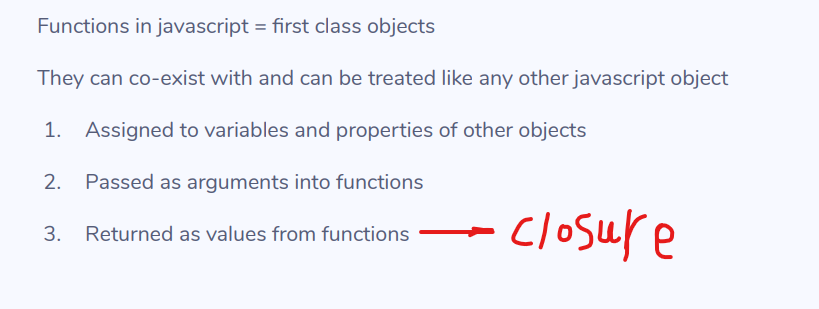 Functions in javascript = first class objects
They can co-exist with and can be treated like any other javascript object
1. Assigned to variables and properties of other objects
2. Passed as arguments into functions
3. Returned as values from functions closure